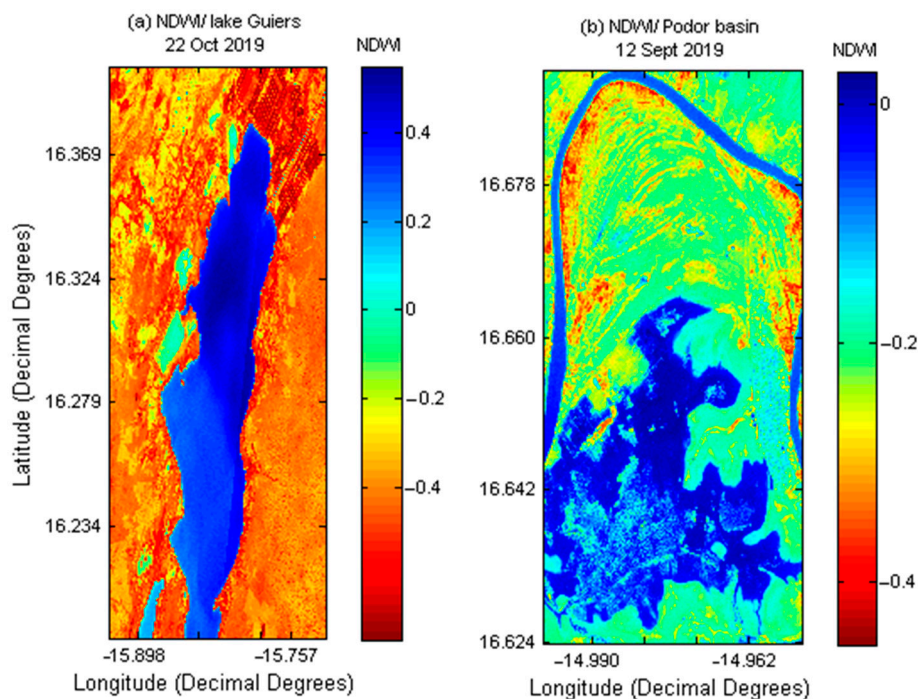 (a) NDWI/ lake Guiers
22 Oct 2019
NDWI
16.369
16.324
16.279
16.234
−15.898
−15.757
Latitude (Decimal Degrees)
Longitude (Decimal Degrees)
0.4
0.2
0
−0.2
−0.4
(b) NDWI/ Podor basin
12 Sept 2019
NDWI
16.678
16.660
16.642
16.624
−14.990
−14.962
Longitude (Decimal Degrees)
0
−0.2
−0.4